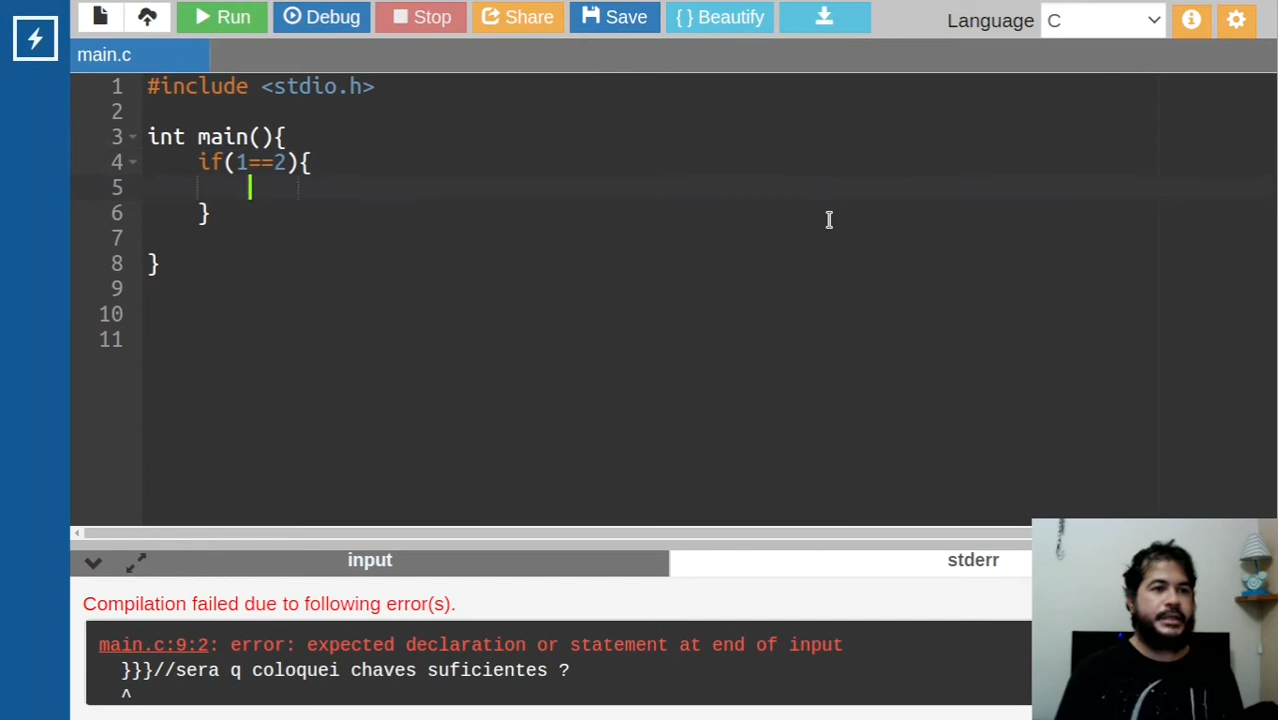 Run Debug Stop Share Save { } Beautify Language C
main.c
1 #include <stdio.h>
2
3 int main(){
4 if(1==2){
5
6 }
7
8 }
9
10
11
input stderr
Compilation failed due to following error(s).
main.c:9:2: error: expected declaration or statement at end of input
}}}//sera q coloquei chaves suficientes ?
^